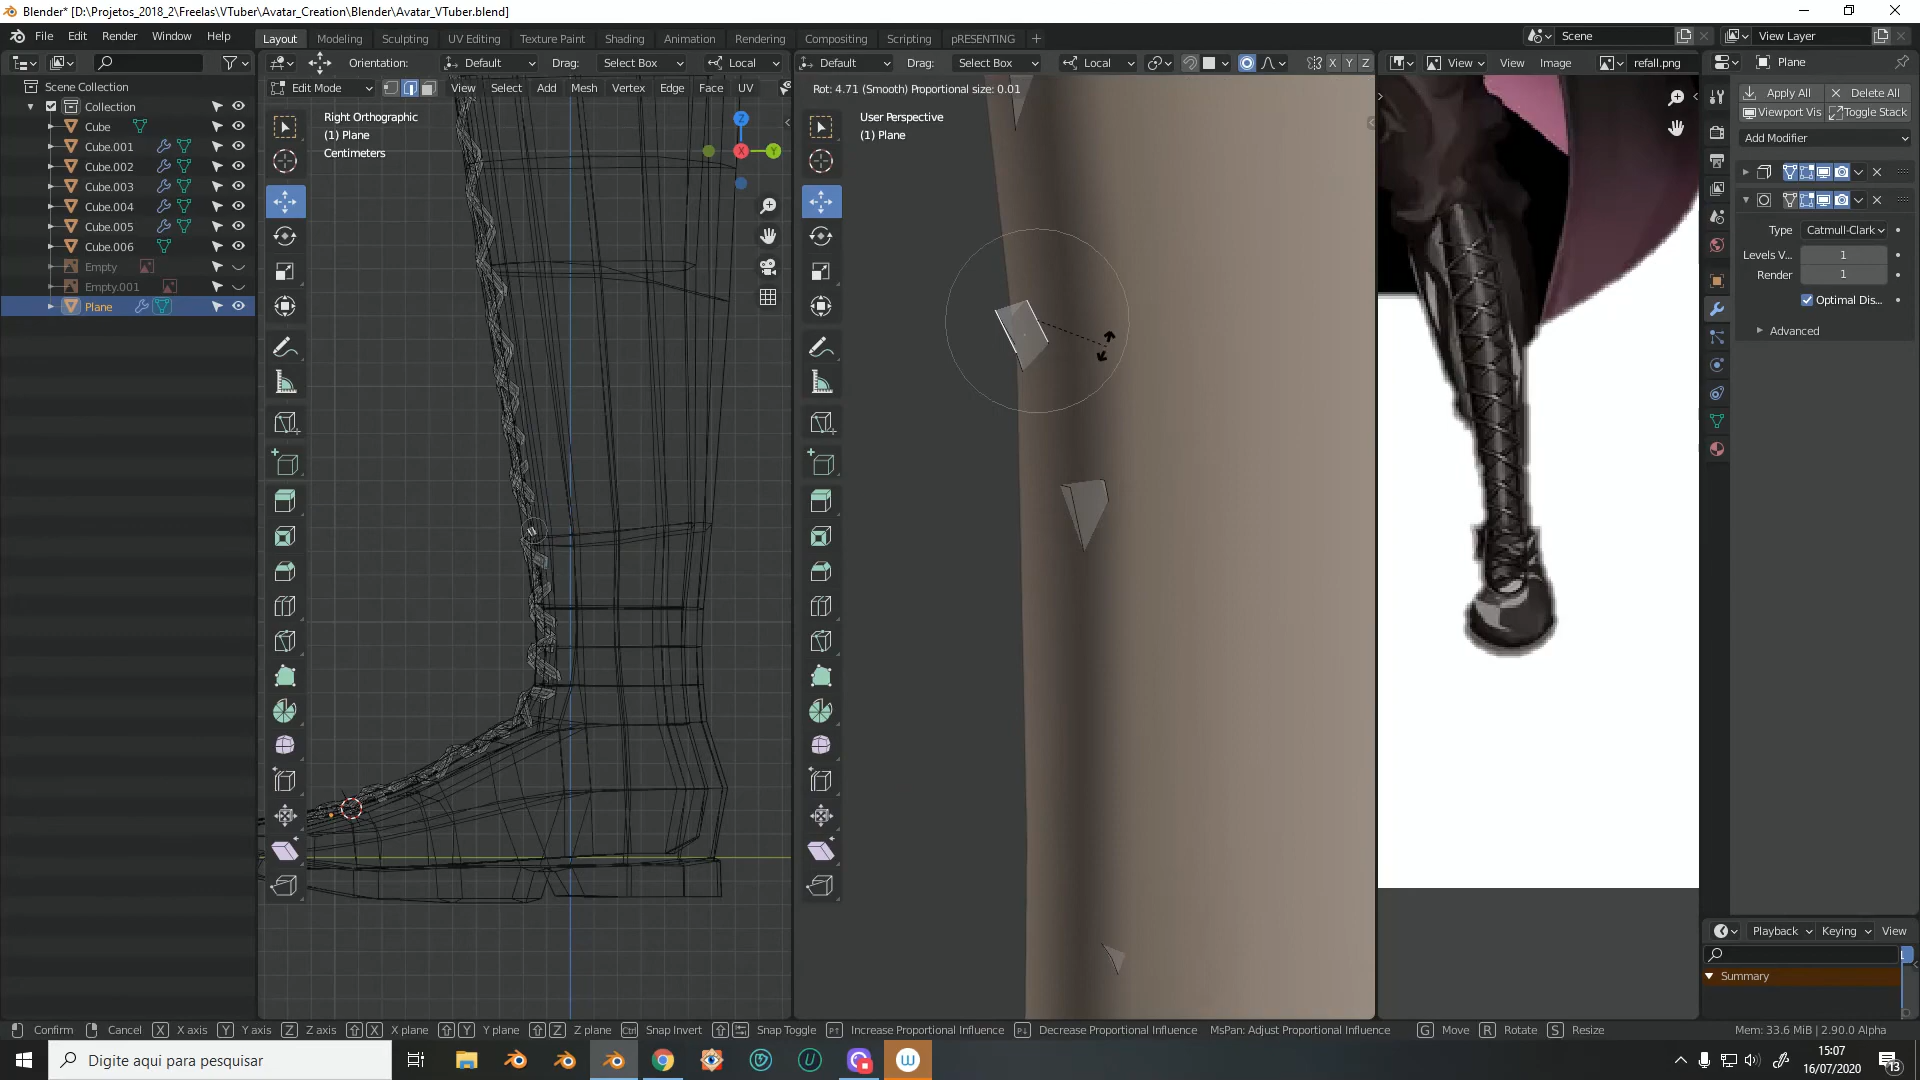 Blender* [D:\Projetos_2018_2\Freelas\VTuber\Avatar_Creation\Blender\Avatar_VTuber.blend]
File Edit Render Window Help Layout Modeling Sculpting UV Editing Texture Paint Shading Animation Rendering Compositing Scripting pRESENTING + Scene View Layer
Orientation: Default Drag: Select Box Local Default Drag: Select Box Local X Y Z View View Image refall.png Plane
Scene Collection
Edit Mode View Select Add Mesh Vertex Edge Face UV
Rot: 4.71 (Smooth) Proportional size: 0.01
Apply All Delete All
Viewport Vis Toggle Stack
Add Modifier
Collection
Cube
Cube.001
Cube.002
Cube.003
Cube.004
Cube.005
Cube.006
Empty
Empty.001
Plane
Right Orthographic
(1) Plane
Centimeters
Z
X
Y
User Perspective
(1) Plane
Type Catmull-Clark
Levels V... 1
Render 1
Optimal Dis...
Advanced
Playback Keying View
1
Summary
Confirm Cancel X X axis Y Y axis Z Z axis X X plane Y Y plane Z Z plane Ctrl Snap Invert Snap Toggle Increase Proportional Influence Decrease Proportional Influence MsPan: Adjust Proportional Influence G Move R Rotate S Resize Mem: 33.6 MiB | 2.90.0 Alpha
Digite aqui para pesquisar
15:07
16/07/2020
13